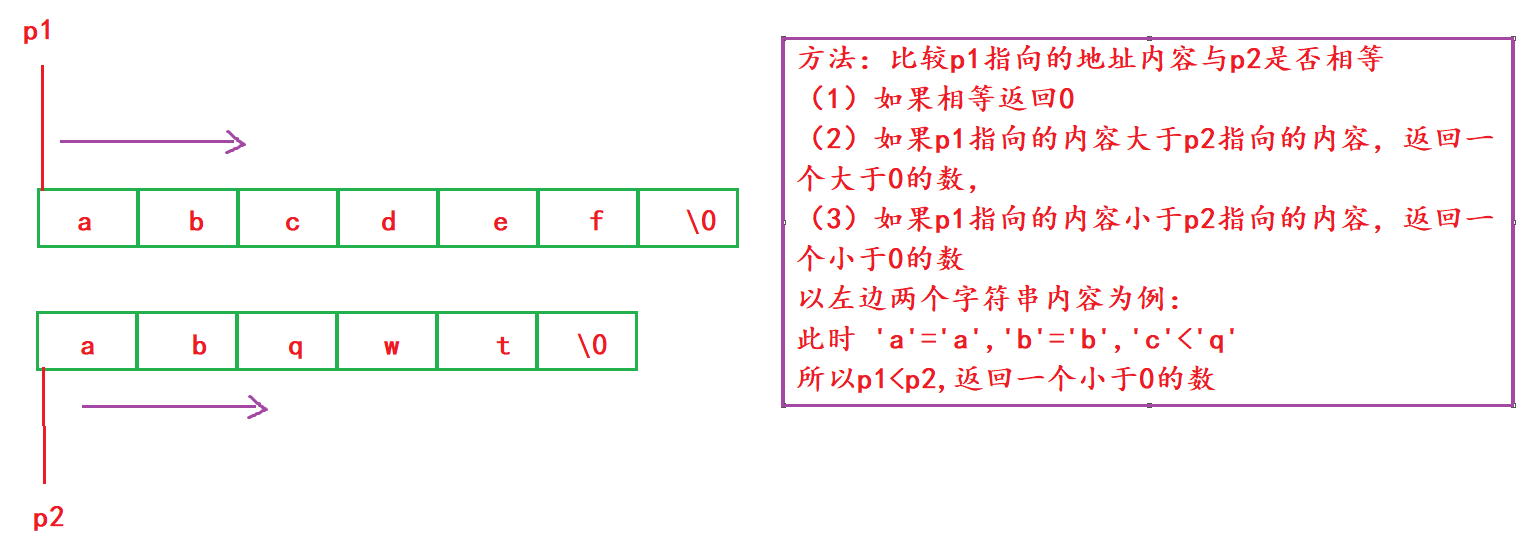 p1
a b c d e f \0
a b q w t \0
p2
方法：比较p1指向的地址内容与p2是否相等
（1）如果相等返回0
（2）如果p1指向的内容大于p2指向的内容，返回一
个大于0的数，
（3）如果p1指向的内容小于p2指向的内容，返回一
个小于0的数
以左边两个字符串内容为例：
此时 'a'='a','b'='b','c'<'q'
所以p1<p2,返回一个小于0的数